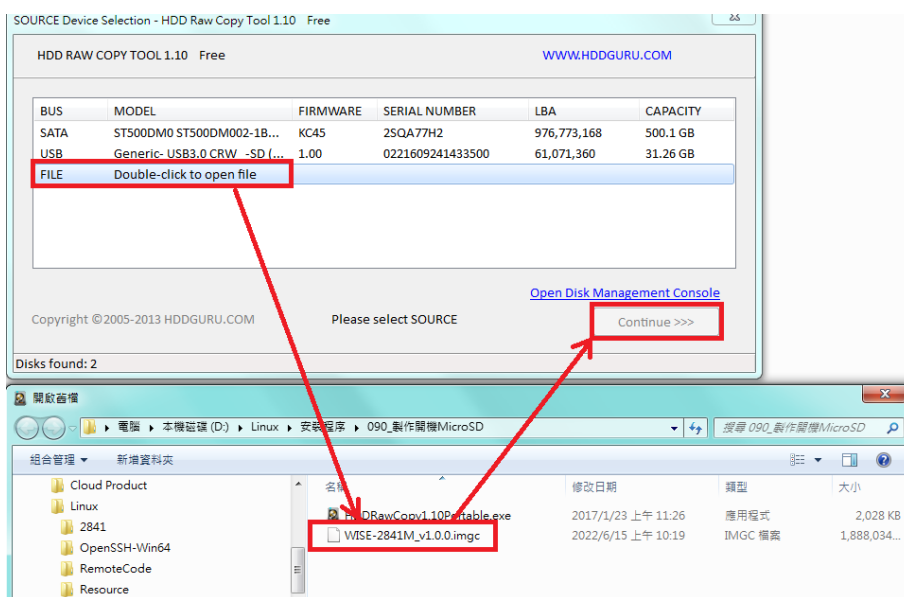 SOURCE Device Selection - HDD Raw Copy Tool 1.10 Free
HDD RAW COPY TOOL 1.10 Free WWW.HDDGURU.COM
BUS MODEL FIRMWARE SERIAL NUMBER LBA CAPACITY
SATA ST500DM0 ST500DM002-1B... KC45 2SQA77H2 976,773,168 500.1 GB
USB Generic- USB3.0 CRW -SD (... 1.00 0221609241433500 61,071,360 31.26 GB
FILE Double-click to open file
Open Disk Management Console
Copyright ©2005-2013 HDDGURU.COM Please select SOURCE Continue >>>
Disks found: 2
開啟舊檔
電腦 本機磁碟 (D:) Linux 安裝程序 090_製作開機MicroSD 搜尋 090_製作開機MicroSD
組合管理 新增資料夾
Cloud Product 名稱 修改日期 類型 大小
Linux
2841 HDDRawCopy1.10Portable.exe 2017/1/23 上午 11:26 應用程式 2,028 KB
OpenSSH-Win64 WISE-2841M_v1.0.0.imgc 2022/6/15 上午 10:19 IMGC 檔案 1,888,034...
RemoteCode
Resource